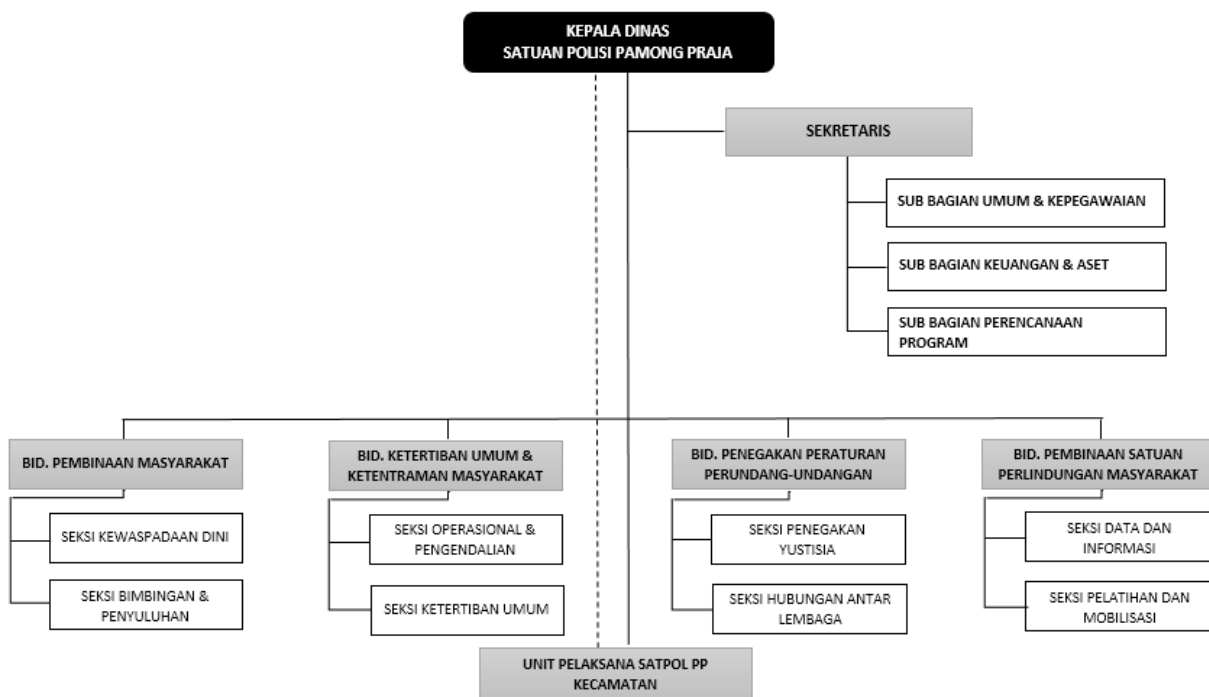 KEPALA DINAS
SATUAN POLISI PAMONG PRAJA
SEKRETARIS
SUB BAGIAN UMUM & KEPEGAWAIAN
SUB BAGIAN KEUANGAN & ASET
SUB BAGIAN PERENCANAAN
PROGRAM
BID. PEMBINAAN MASYARAKAT
SEKSI KEWASPADAAN DINI
SEKSI BIMBINGAN &
PENYULUHAN
BID. KETERTIBAN UMUM &
KETENTRAMAN MASYARAKAT
SEKSI OPERASIONAL &
PENGENDALIAN
SEKSI KETERTIBAN UMUM
BID. PENEGAKAN PERATURAN
PERUNDANG-UNDANGAN
SEKSI PENEGAKAN
YUSTISIA
SEKSI HUBUNGAN ANTAR
LEMBAGA
BID. PEMBINAAN SATUAN
PERLINDUNGAN MASYARAKAT
SEKSI DATA DAN
INFORMASI
SEKSI PELATIHAN DAN
MOBILISASI
UNIT PELAKSANA SATPOL PP
KECAMATAN